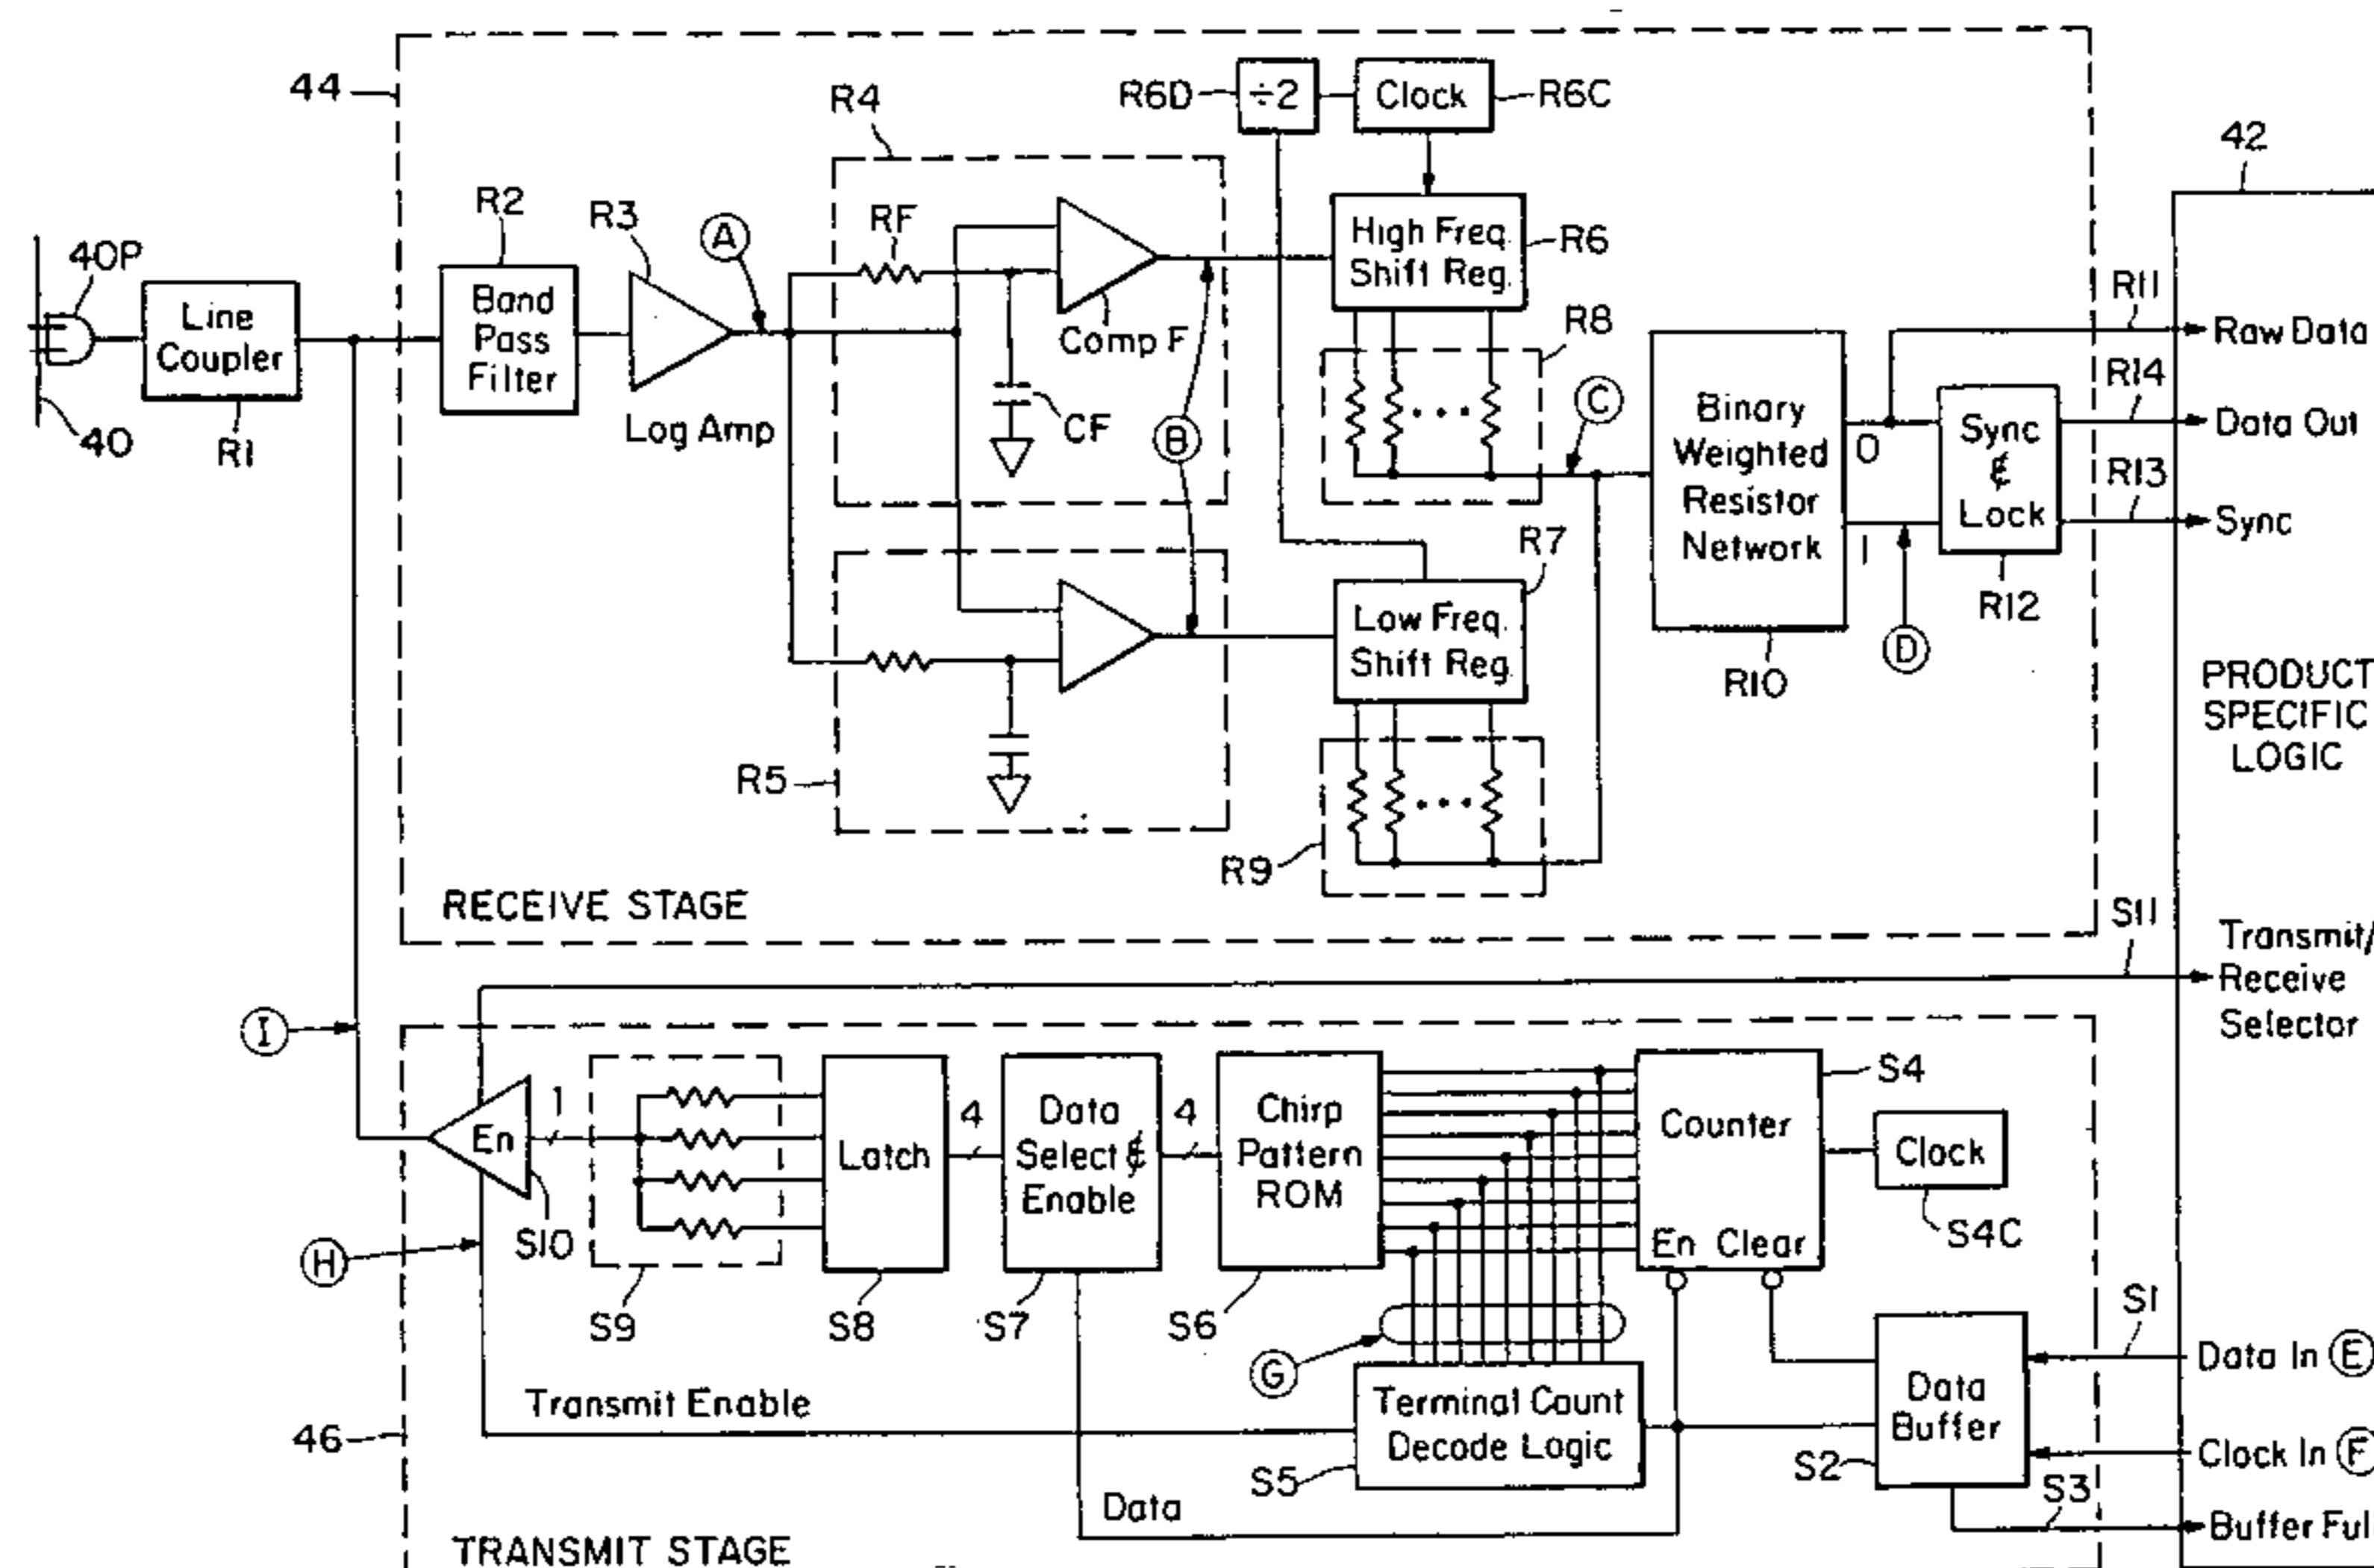 44
R4
R6D
÷2
Clock
R6C
42
40P
R2
R3
A
RF
High Freq.
Shift Reg.
R6
Line
Coupler
Band
Pass
Filter
Comp F
R8
R11
Raw Data
40
R1
Log Amp
CF
B
C
Binary
Weighted
Resistor
Network
0
1
Sync
&
Lock
R14
Data Out
R13
Sync
R7
Low Freq.
Shift Reg.
R10
D
R12
PRODUCT
SPECIFIC
LOGIC
R5
R9
RECEIVE STAGE
S11
Transmit/
Receive
Selector
I
En
1
S10
H
S9
Latch
S8
4
Data
Select &
Enable
S7
4
Chirp
Pattern
ROM
S6
Counter
En Clear
S4
Clock
S4C
G
S1
Data In E
Transmit Enable
Terminal Count
Decode Logic
Data
Buffer
46
S5
S2
Clock In F
S3
Data
Buffer Ful
TRANSMIT STAGE